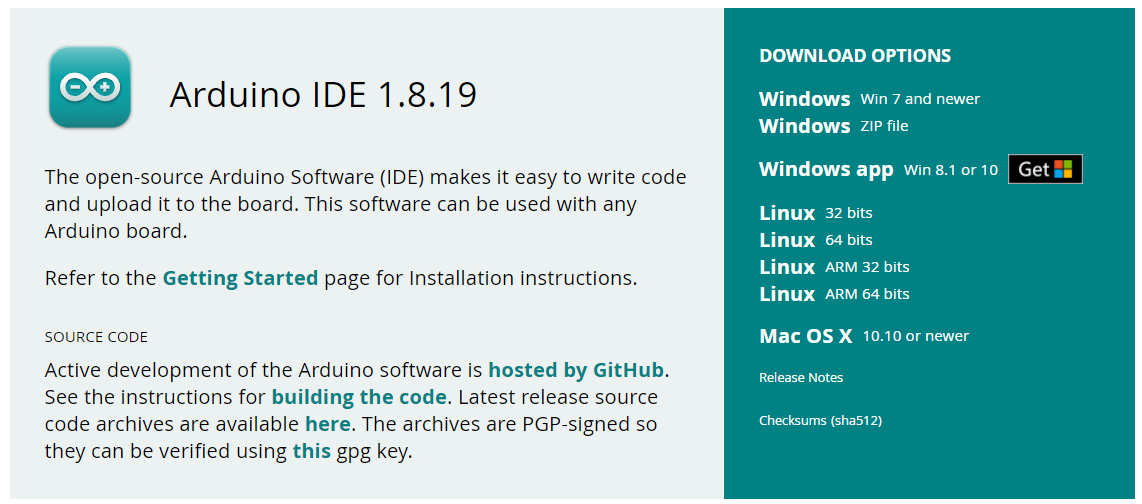 Arduino IDE 1.8.19
The open-source Arduino Software (IDE) makes it easy to write code
and upload it to the board. This software can be used with any
Arduino board.
Refer to the Getting Started page for Installation instructions.
SOURCE CODE
Active development of the Arduino software is hosted by GitHub.
See the instructions for building the code. Latest release source
code archives are available here. The archives are PGP-signed so
they can be verified using this gpg key.
DOWNLOAD OPTIONS
Windows Win 7 and newer
Windows ZIP file
Windows app Win 8.1 or 10 Get
Linux 32 bits
Linux 64 bits
Linux ARM 32 bits
Linux ARM 64 bits
Mac OS X 10.10 or newer
Release Notes
Checksums (sha512)